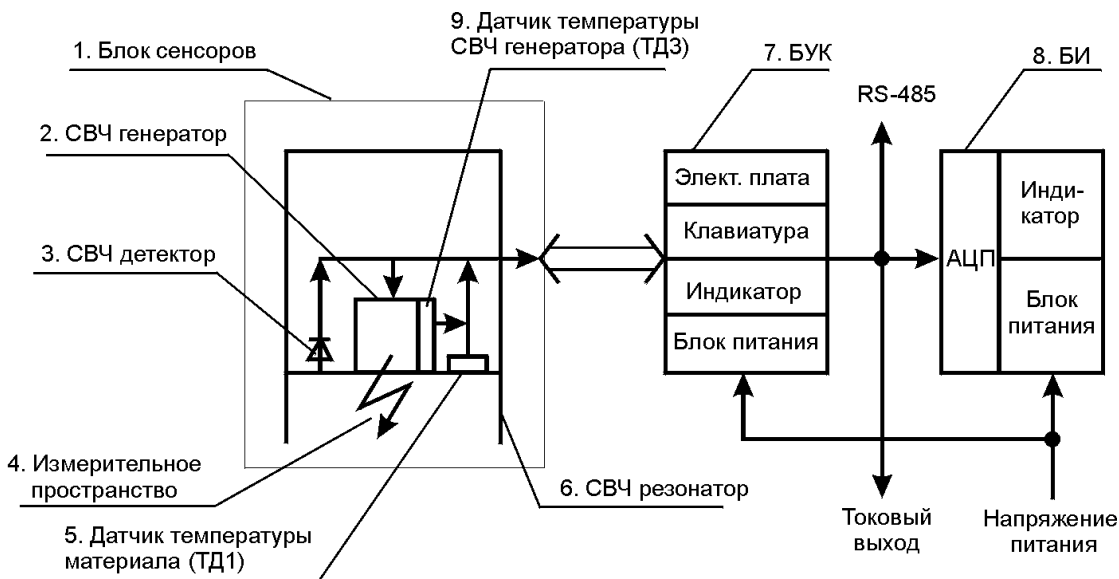 9. Датчик температуры
СВЧ генератора (ТД3)
1. Блок сенсоров
7. БУК
8. БИ
RS-485
2. СВЧ генератор
Элект. плата
Инди-
катор
Клавиатура
3. СВЧ детектор
АЦП
Индикатор
Блок
питания
Блок питания
4. Измерительное
пространство
6. СВЧ резонатор
5. Датчик температуры
материала (ТД1)
Токовый
выход
Напряжение
питания